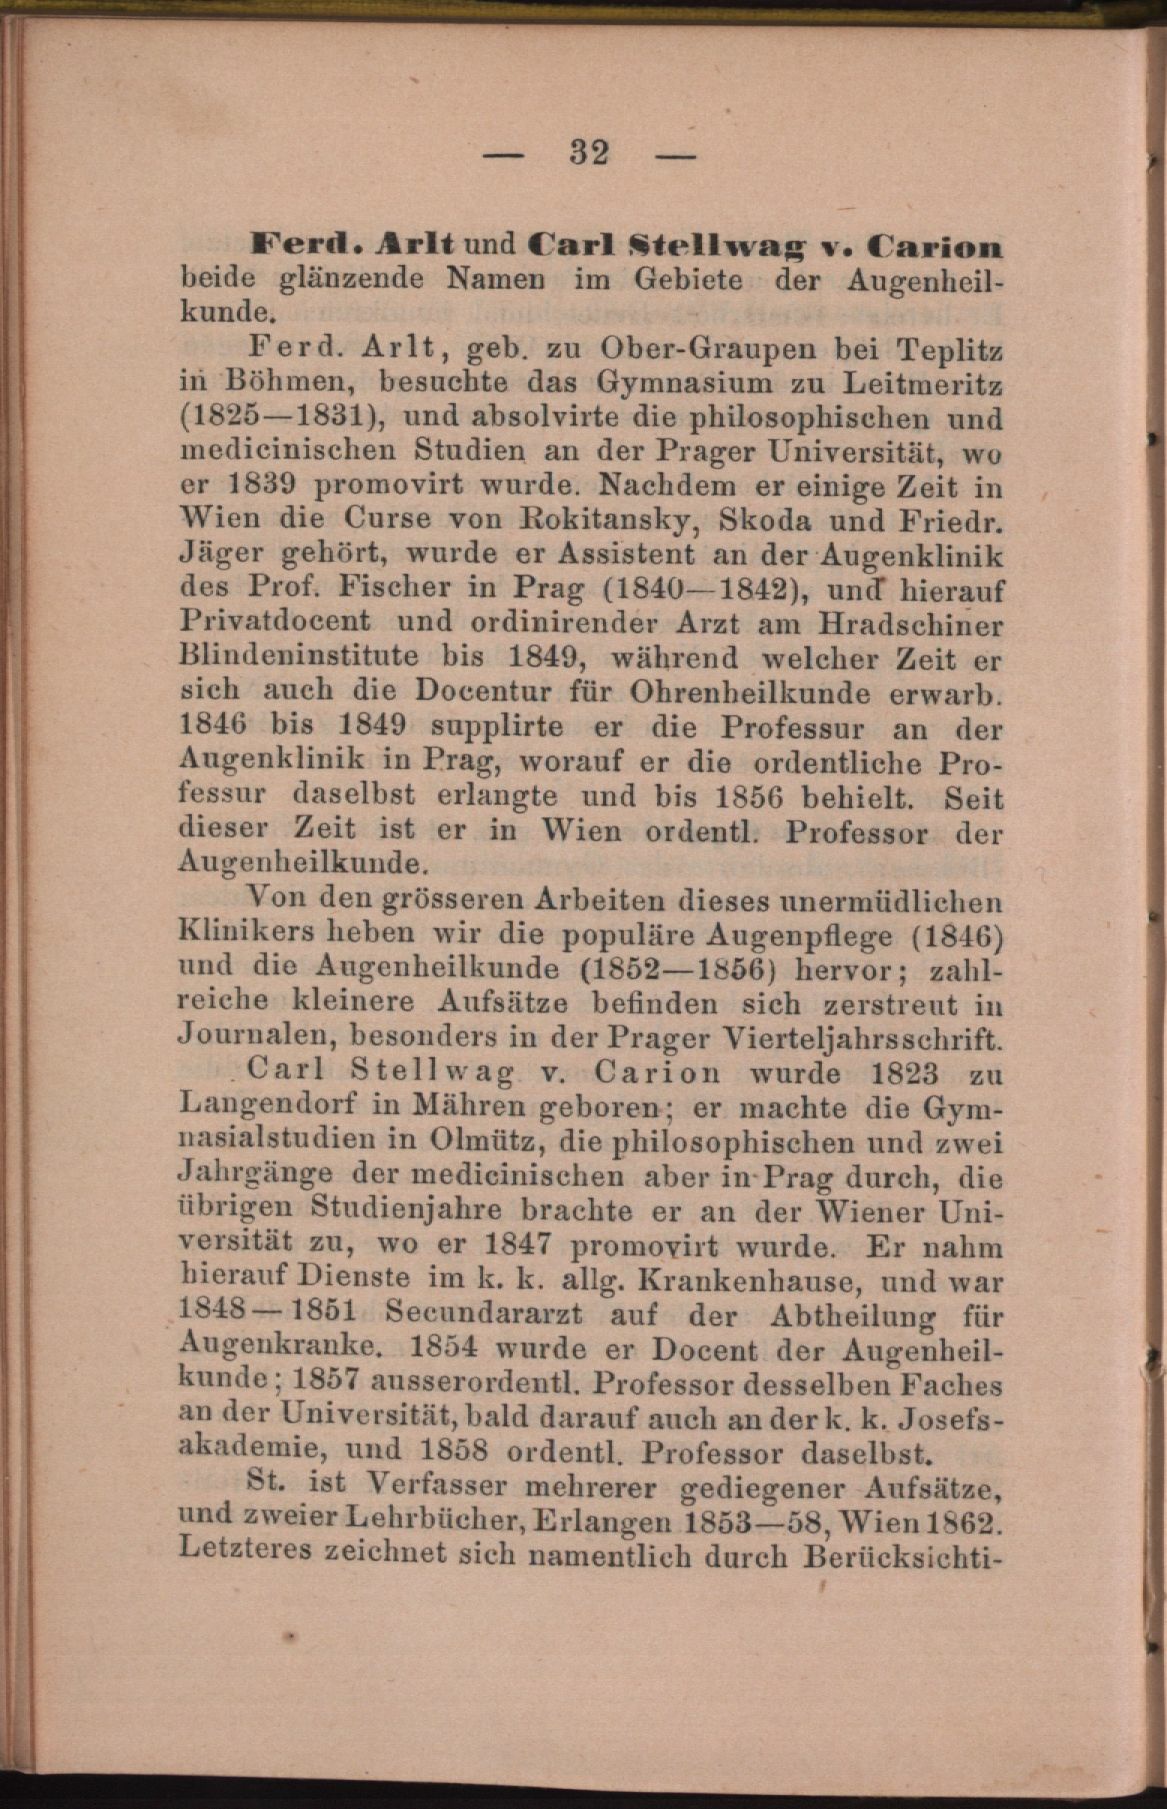 — 32 —
Ferd. Arlt und Carl Stellwag v. Carion
beide glänzende Namen im Gebiete der Augenheil-
kunde.
Ferd. Arlt, geb. zu Ober-Graupen bei Teplitz
in Böhmen, besuchte das Gymnasium zu Leitmeritz
(1825—1831), und absolvirte die philosophischen und
medicinischen Studien an der Prager Universität, wo
er 1839 promovirt wurde. Nachdem er einige Zeit in
Wien die Curse von Rokitansky, Skoda und Friedr.
Jäger gehört, wurde er Assistent an der Augenklinik
des Prof. Fischer in Prag (1840—1842), und hierauf
Privatdocent und ordinirender Arzt am Hradschiner
Blindeninstitute bis 1849, während welcher Zeit er
sich auch die Docentur für Ohrenheilkunde erwarb.
1846 bis 1849 supplirte er die Professur an der
Augenklinik in Prag, worauf er die ordentliche Pro-
fessur daselbst erlangte und bis 1856 behielt. Seit
dieser Zeit ist er in Wien ordentl. Professor der
Augenheilkunde.
Von den grösseren Arbeiten dieses unermüdlichen
Klinikers heben wir die populäre Augenpflege (1846)
und die Augenheilkunde (1852—1856) hervor; zahl-
reiche kleinere Aufsätze befinden sich zerstreut in
Journalen, besonders in der Prager Vierteljahrsschrift.
Carl Stellwag v. Carion wurde 1823 zu
Langendorf in Mähren geboren; er machte die Gym-
nasialstudien in Olmütz, die philosophischen und zwei
Jahrgänge der medicinischen aber in Prag durch, die
übrigen Studienjahre brachte er an der Wiener Uni-
versität zu, wo er 1847 promovirt wurde. Er nahm
hierauf Dienste im k. k. allg. Krankenhause, und war
1848—1851 Secundararzt auf der Abtheilung für
Augenkranke. 1854 wurde er Docent der Augenheil-
kunde; 1857 ausserordentl. Professor desselben Faches
an der Universität, bald darauf auch an der k. k. Josefs-
akademie, und 1858 ordentl. Professor daselbst.
St. ist Verfasser mehrerer gediegener Aufsätze,
und zweier Lehrbücher, Erlangen 1853—58, Wien 1862.
Letzteres zeichnet sich namentlich durch Berücksichti-